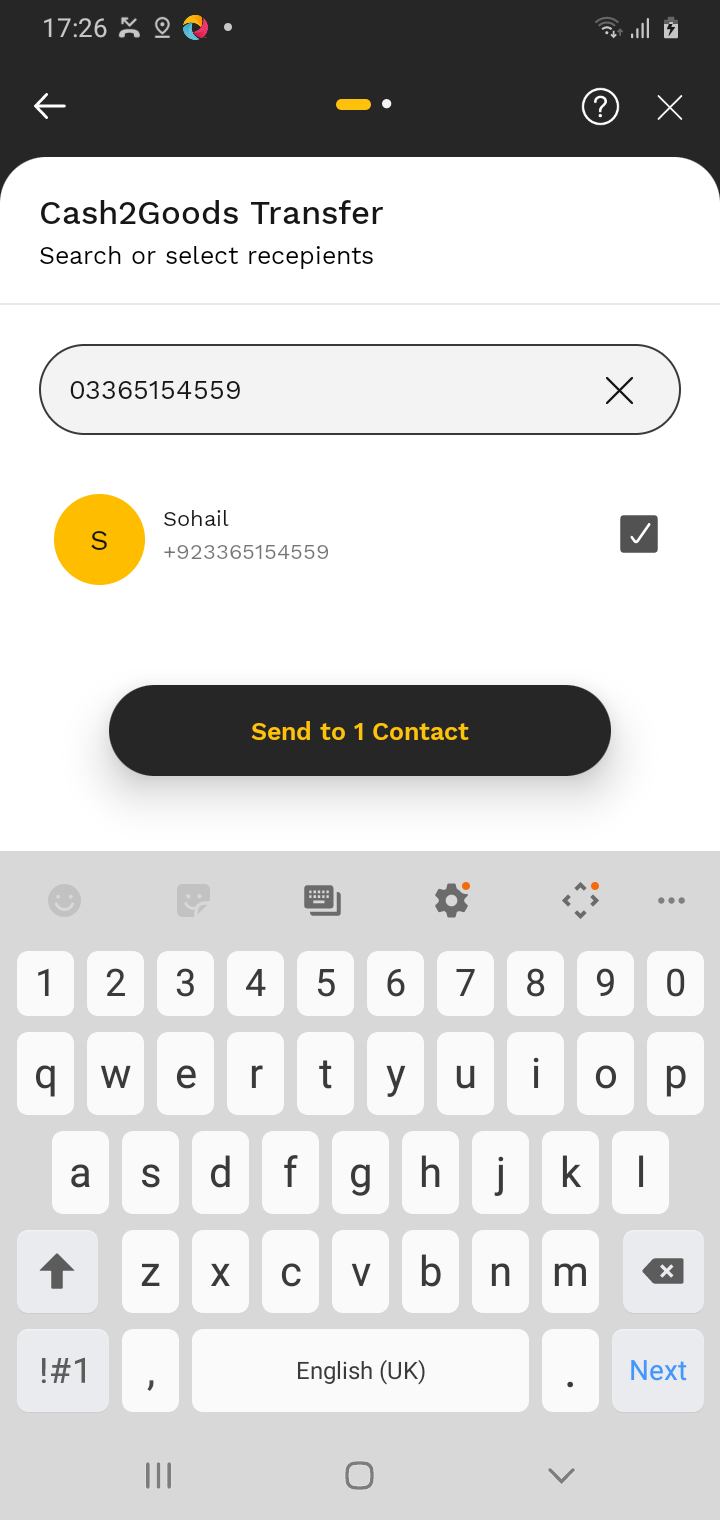 17:26
Cash2Goods Transfer
Search or select recepients
03365154559
S
Sohail
+923365154559
Send to 1 Contact
1 2 3 4 5 6 7 8 9 0
q w e r t y u i o p
a s d f g h j k l
z x c v b n m
!#1 , English (UK) . Next